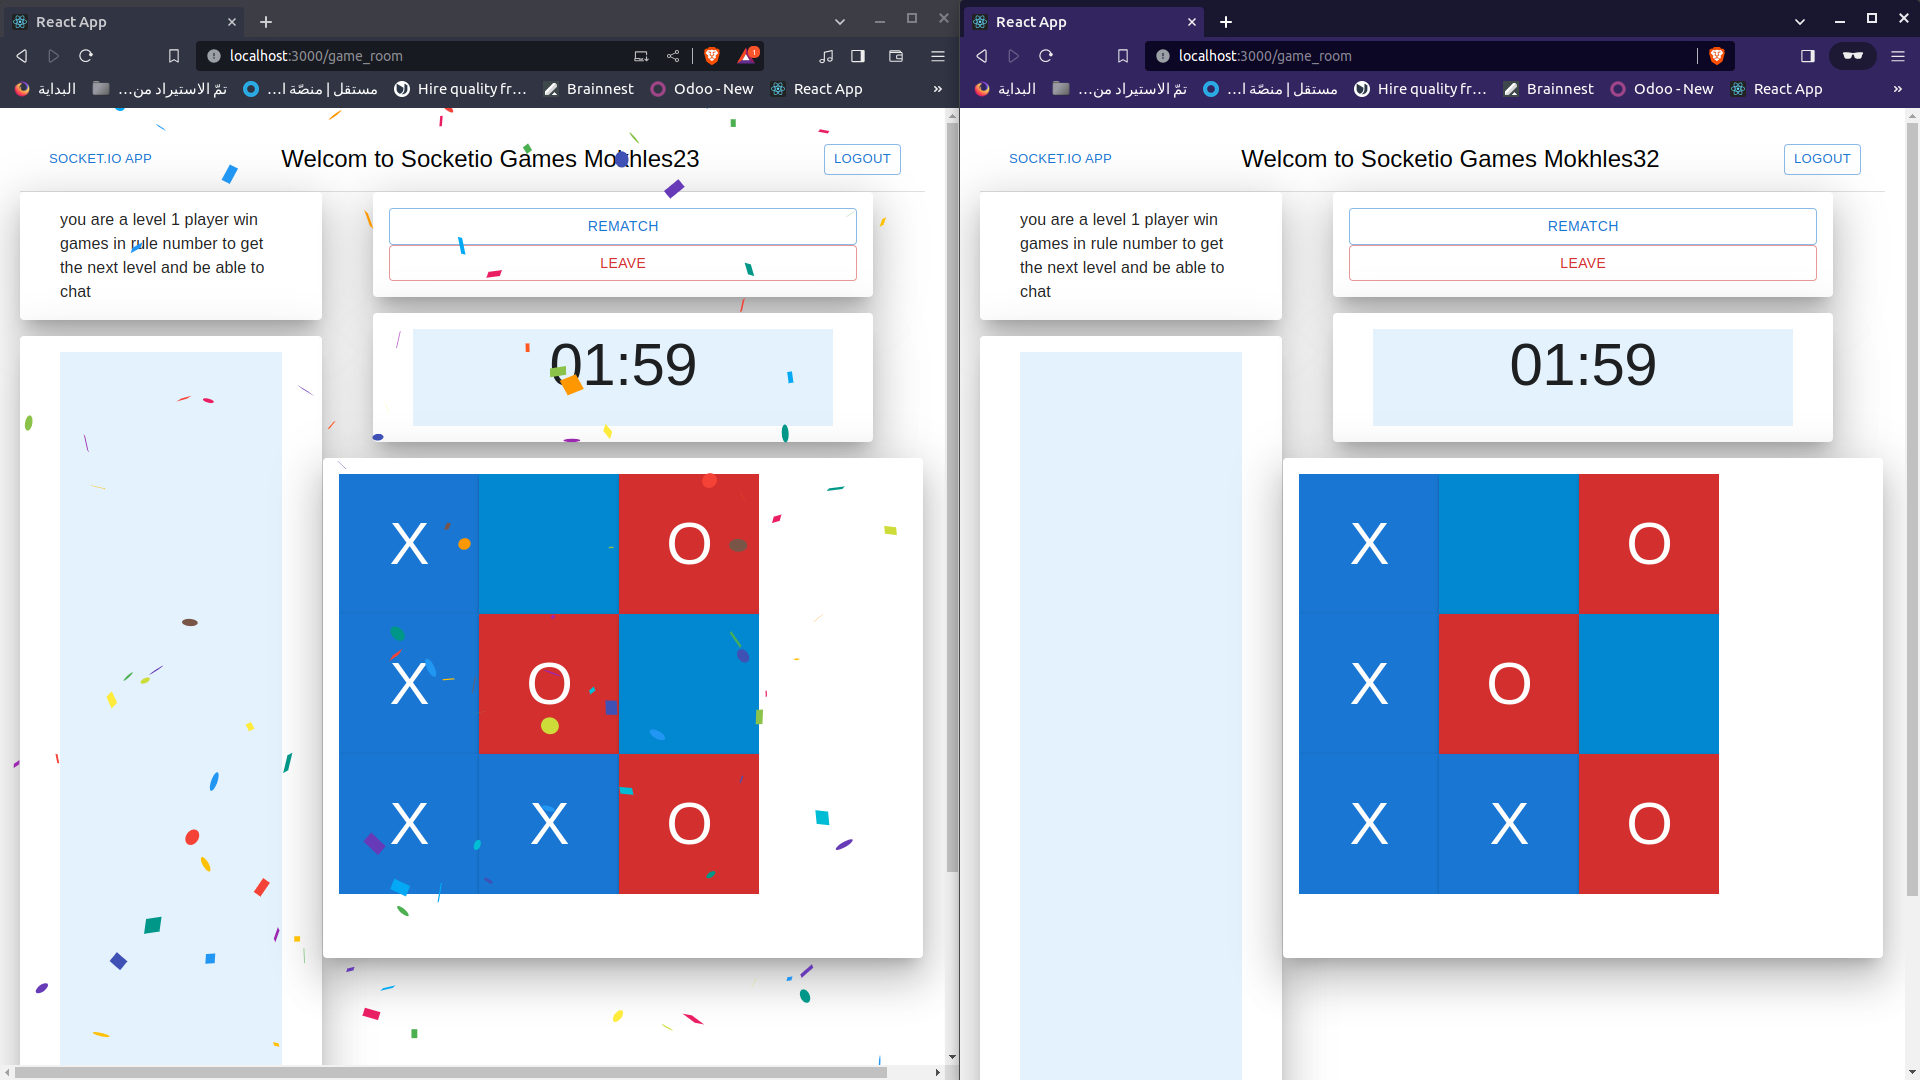 React App
localhost:3000/game_room
1
البداية
تمّ الاستيراد من...
مستقل | منصّة ا...
Hire quality fr...
Brainnest
Odoo - New
React App
»
SOCKET.IO APP
Welcom to Socketio Games Mokhles23
LOGOUT
you are a level 1 player win
games in rule number to get
the next level and be able to
chat
REMATCH
LEAVE
01:59
X O
X O
X X O
React App
localhost:3000/game_room
البداية
تمّ الاستيراد من...
مستقل | منصّة ا...
Hire quality fr...
Brainnest
Odoo - New
React App
»
SOCKET.IO APP
Welcom to Socketio Games Mokhles32
LOGOUT
you are a level 1 player win
games in rule number to get
the next level and be able to
chat
REMATCH
LEAVE
01:59
X O
X O
X X O